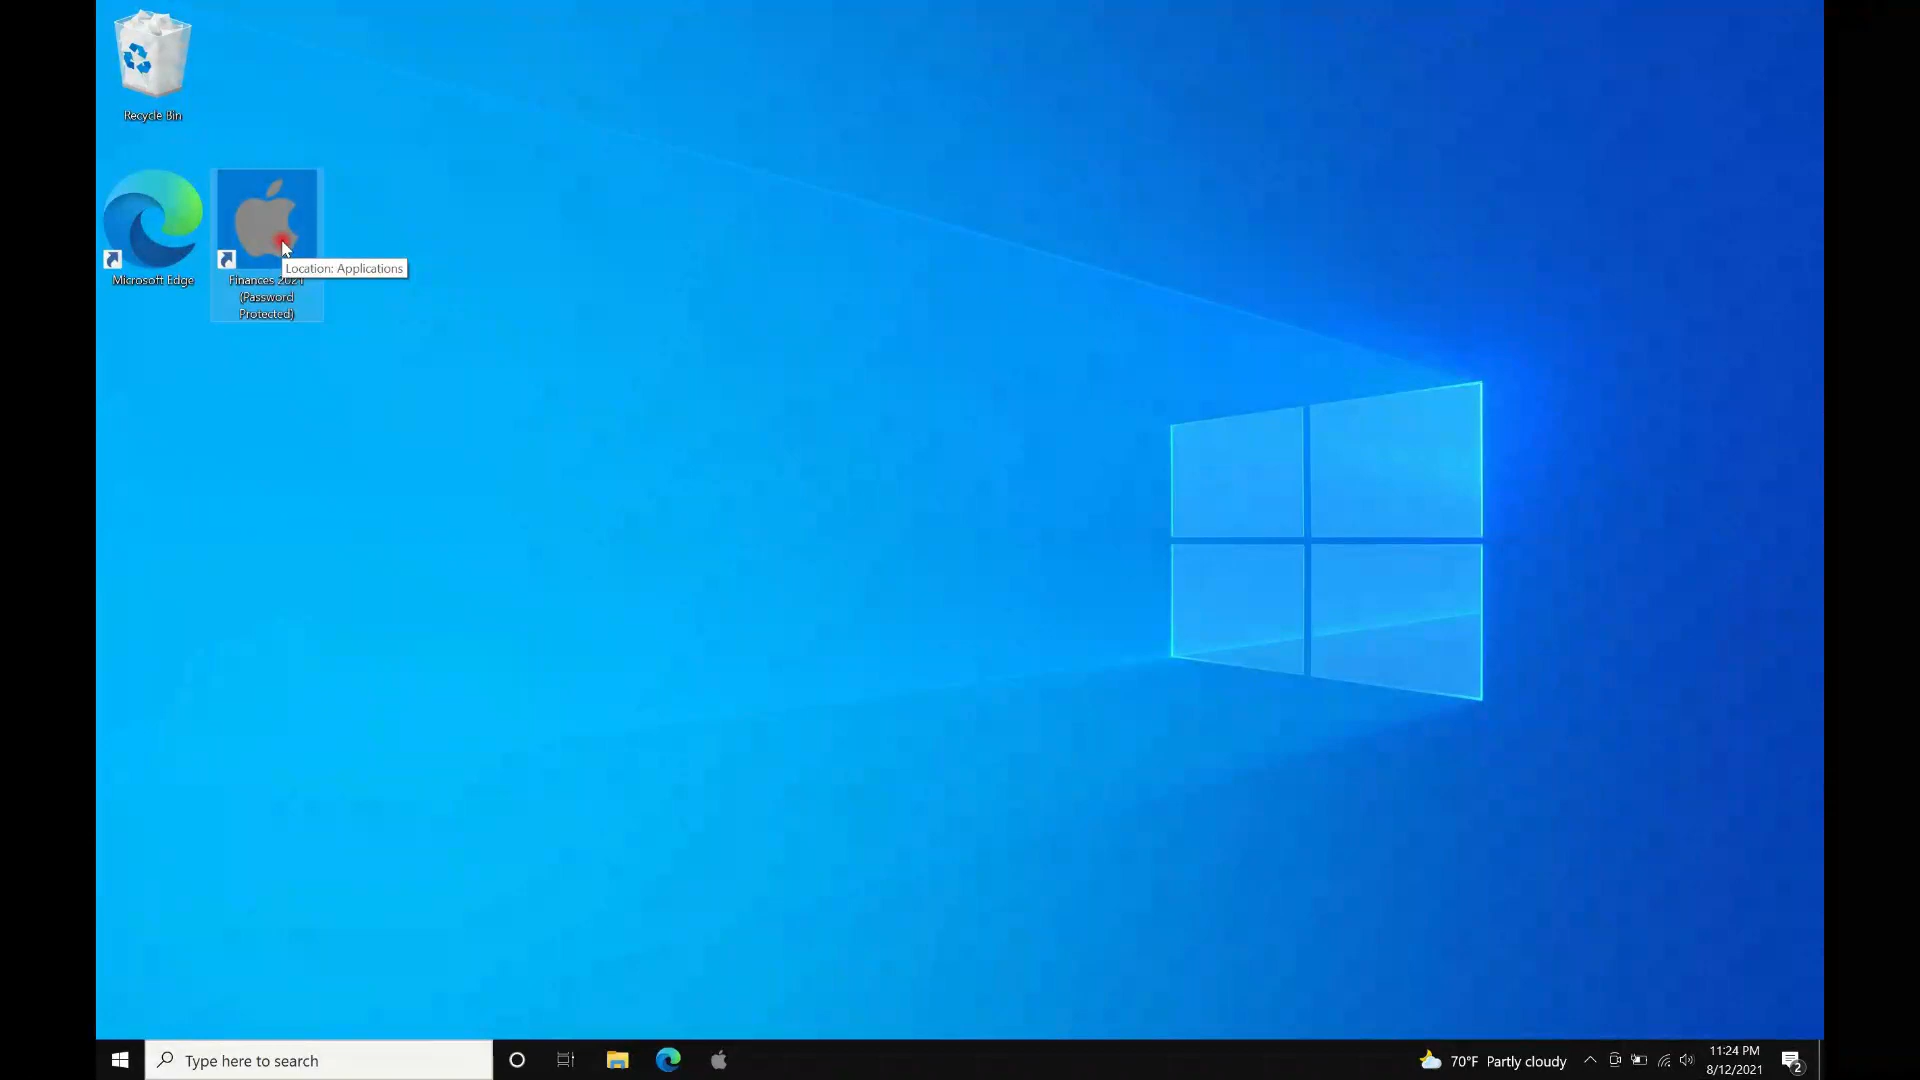 Recycle Bin
Microsoft Edge
Finances 2021
(Password
Protected)
Location: Applications
Type here to search
70°F Partly cloudy
11:24 PM
8/12/2021
2